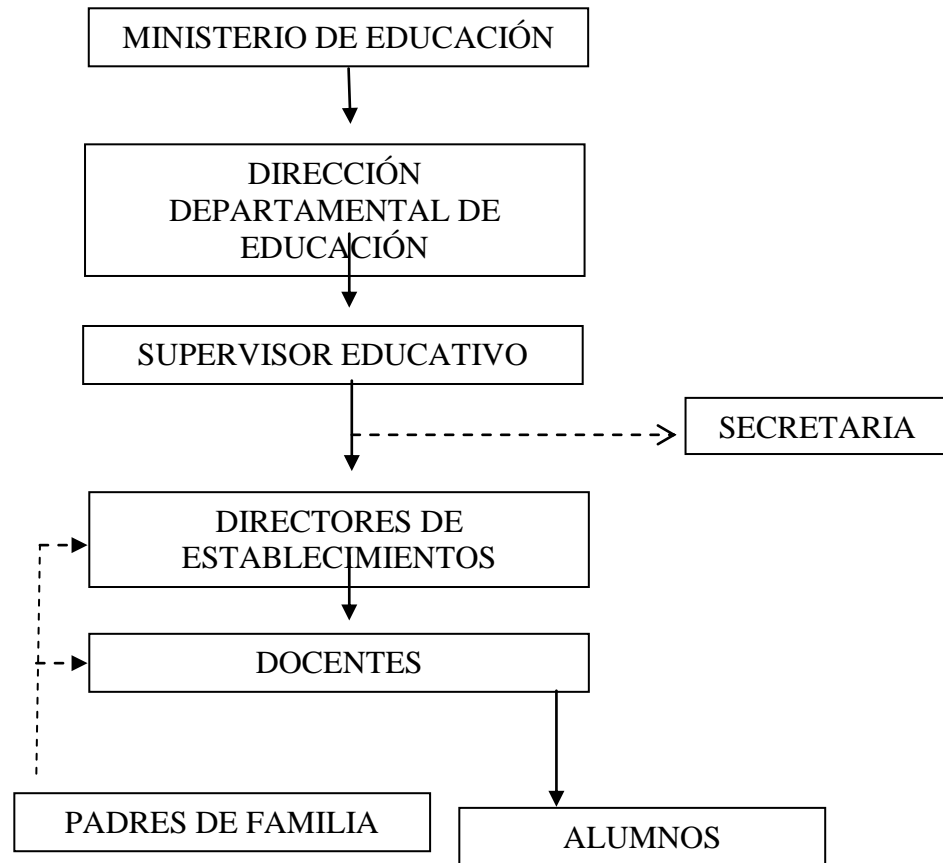 MINISTERIO DE EDUCACIÓN
DIRECCIÓN
DEPARTAMENTAL DE
EDUCACIÓN
SUPERVISOR EDUCATIVO
SECRETARIA
DIRECTORES DE
ESTABLECIMIENTOS
DOCENTES
PADRES DE FAMILIA
ALUMNOS